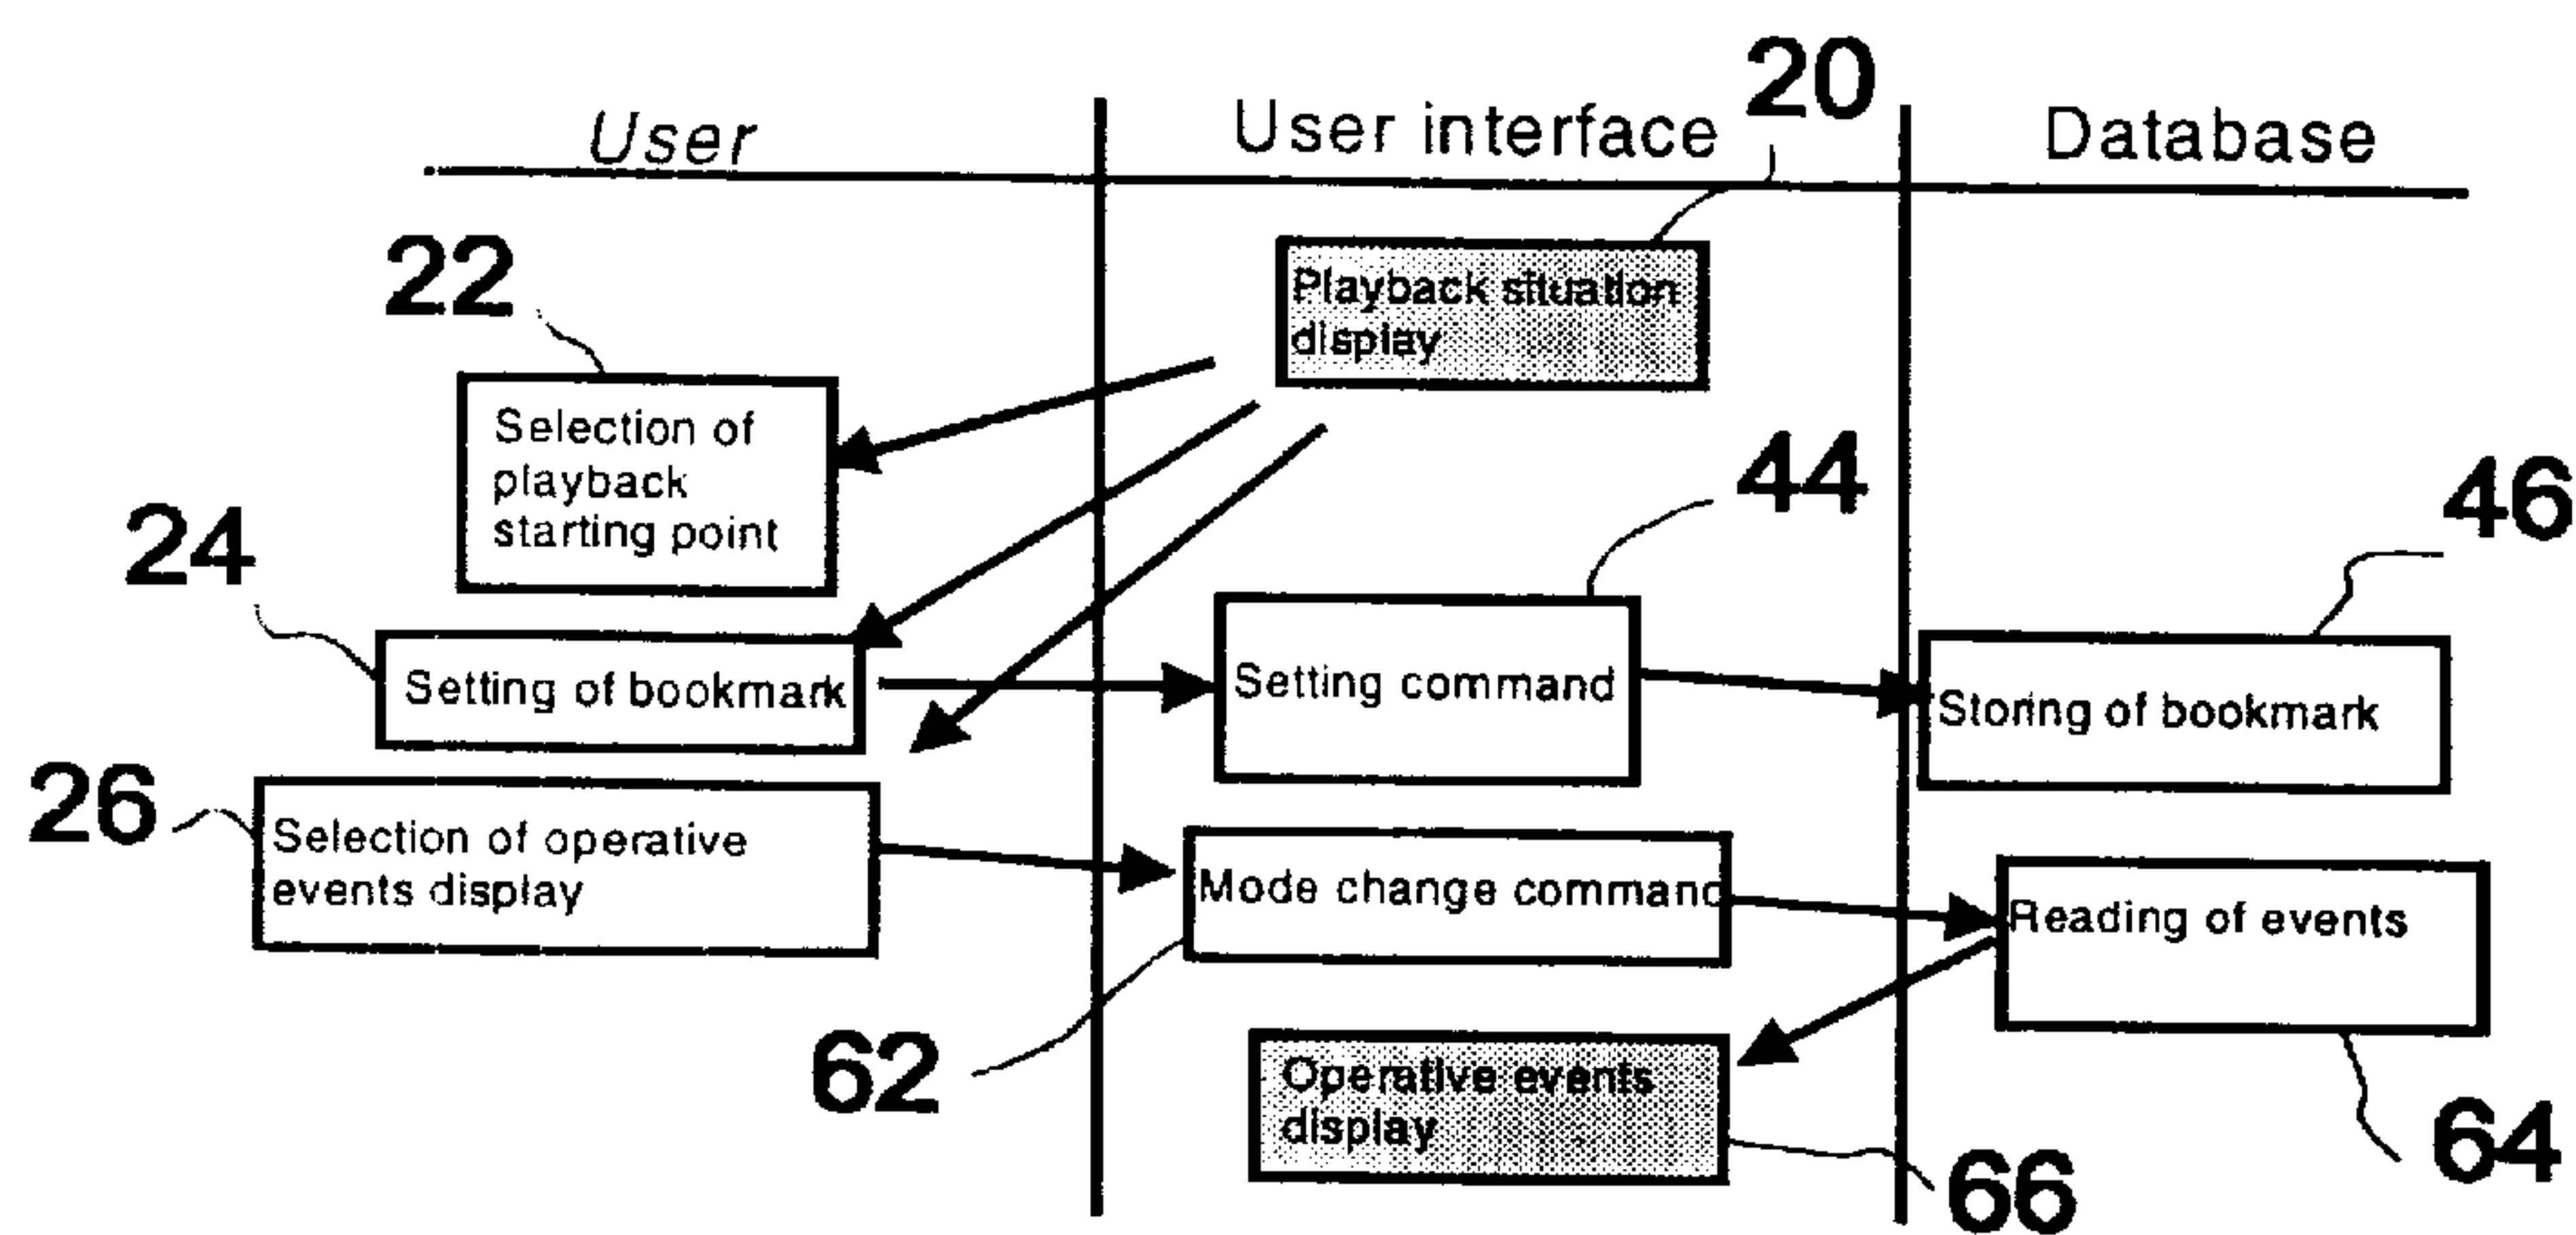 20
User
User interface
Database
22
Playback situation
display
Selection of
playback
starting point
44
46
24
Setting of bookmark
Setting command
Storing of bookmark
26
Selection of operative
events display
Mode change command
Reading of events
62
Operative events
display
64
66